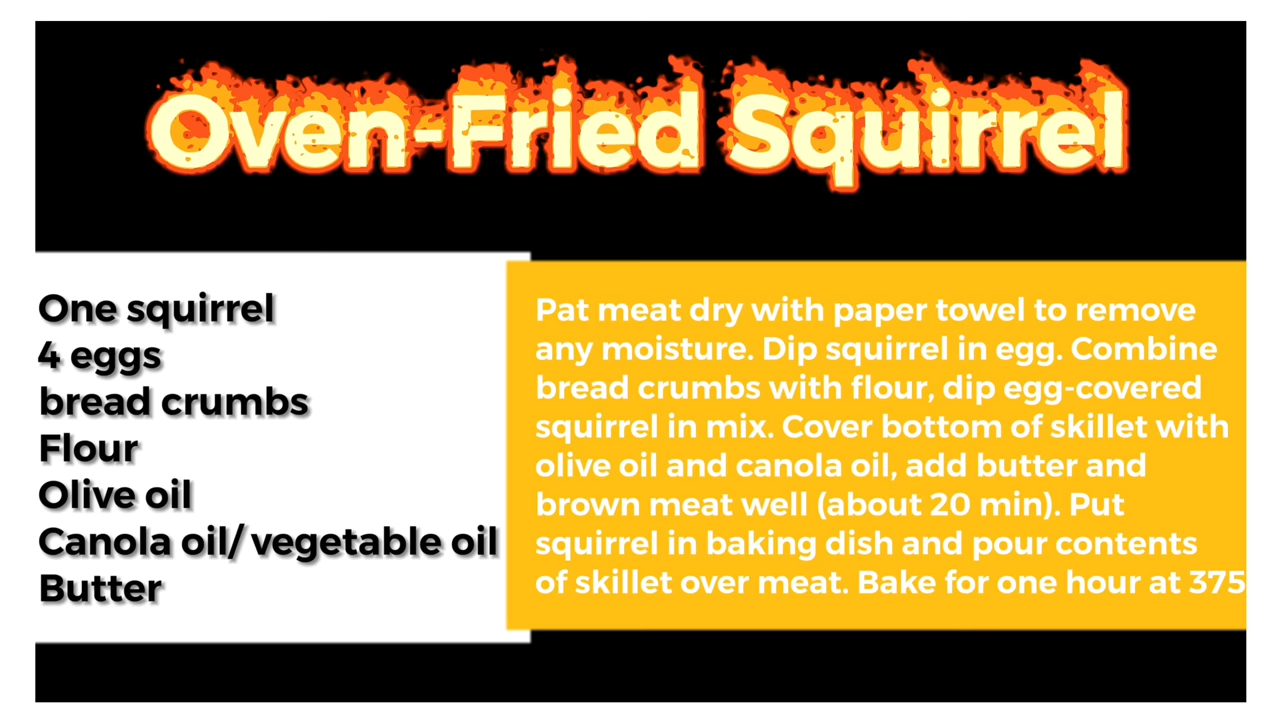 Oven-Fried Squirrel
One squirrel
4 eggs
bread crumbs
Flour
Olive oil
Canola oil/ vegetable oil
Butter
Pat meat dry with paper towel to remove
any moisture. Dip squirrel in egg. Combine
bread crumbs with flour, dip egg-covered
squirrel in mix. Cover bottom of skillet with
olive oil and canola oil, add butter and
brown meat well (about 20 min). Put
squirrel in baking dish and pour contents
of skillet over meat. Bake for one hour at 375